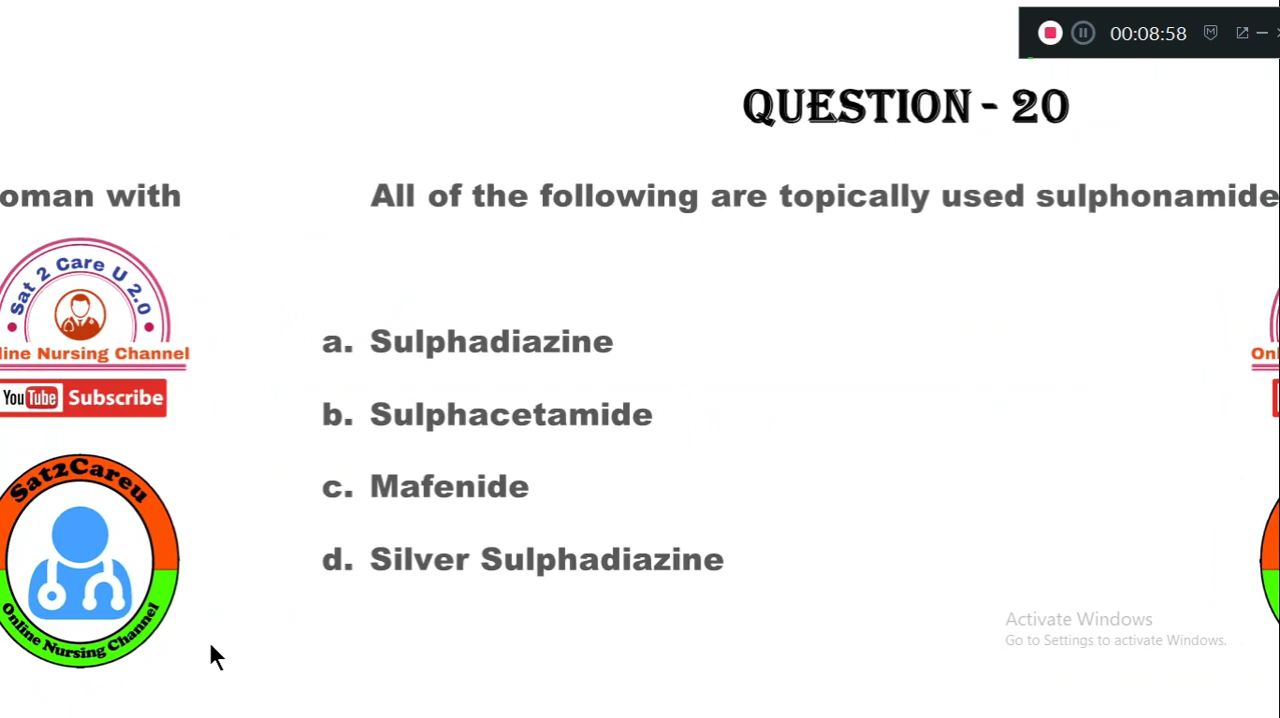 00:08:58
QUESTION - 20
oman with
All of the following are topically used sulphonamide
Sat 2 Care U 2.0
line Nursing Channel
YouTube Subscribe
a. Sulphadiazine
b. Sulphacetamide
c. Mafenide
d. Silver Sulphadiazine
Sat2Careu
Online Nursing Channel
Onl
Activate Windows
Go to Settings to activate Windows.